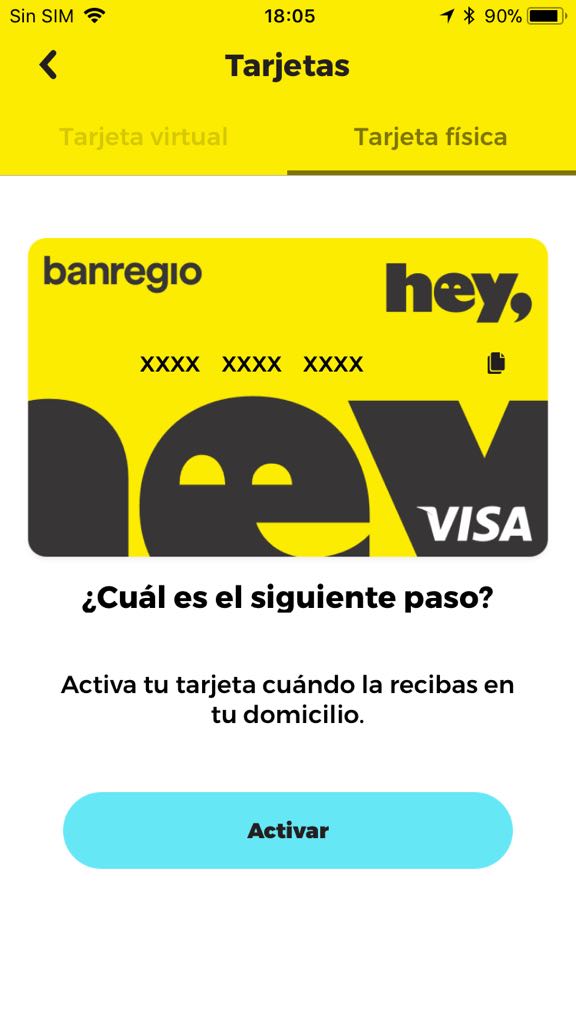 Sin SIM 18:05 90%
Tarjetas
Tarjeta virtual Tarjeta física
banregio hey,
XXXX XXXX XXXX
hey
VISA
¿Cuál es el siguiente paso?
Activa tu tarjeta cuándo la recibas en
tu domicilio.
Activar